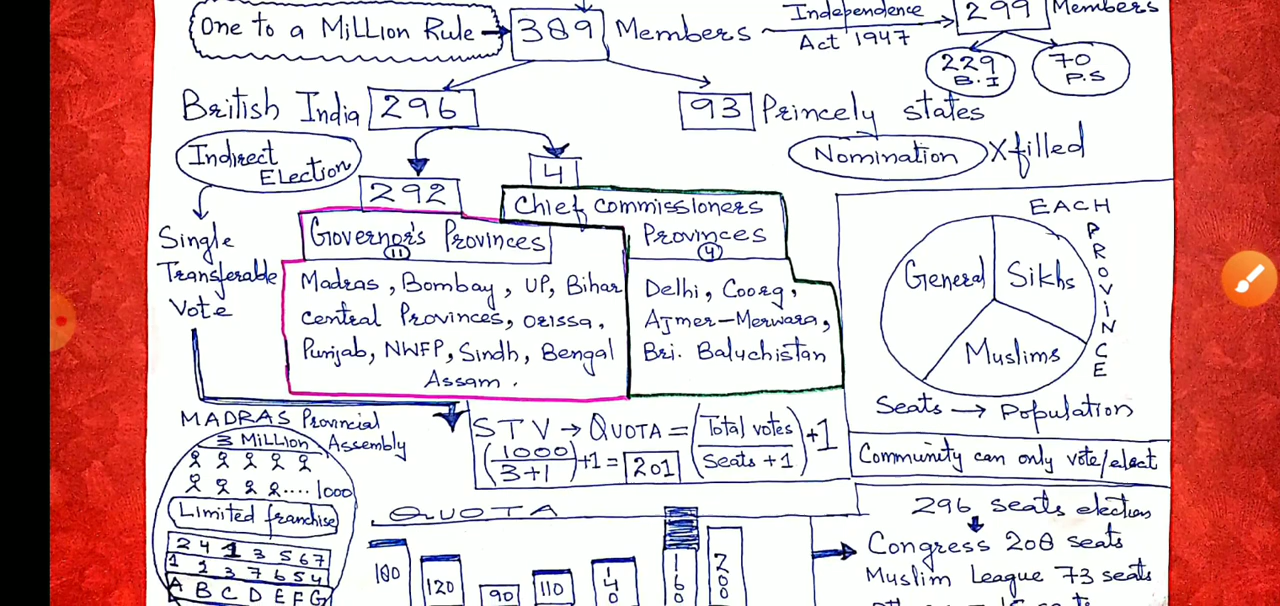 One to a Million Rule
389 Members
Independence
Act 1947
299 Members
229
B.I
70
P.S
British India 296
93 Princely states
Indirect
Election
Nomination X filled
292
4
Governor's Provinces
11
Chief Commissioners
Provinces
4
Single
Transferable
Vote
Madras, Bombay, UP, Bihar
Central Provinces, Orissa,
Punjab, NWFP, Sindh, Bengal
Assam.
Delhi, Coorg,
Ajmer-Merwara,
Bri. Baluchistan
EACH
PROVINCE
General
Sikhs
Muslims
Seats → Population
Community can only vote/elect
MADRAS Provincial
Assembly
3 Million
....1000
Limited franchise
2 4 1 3 5 6 7
1 2 3 7 6 5 4
A B C D E F G
STV → QUOTA = (Total votes / Seats + 1) + 1
(1000 / 3+1) + 1 = 201
QUOTA
180
120
90
110
140
160
200
296 seats election
Congress 208 seats
Muslim League 73 seats